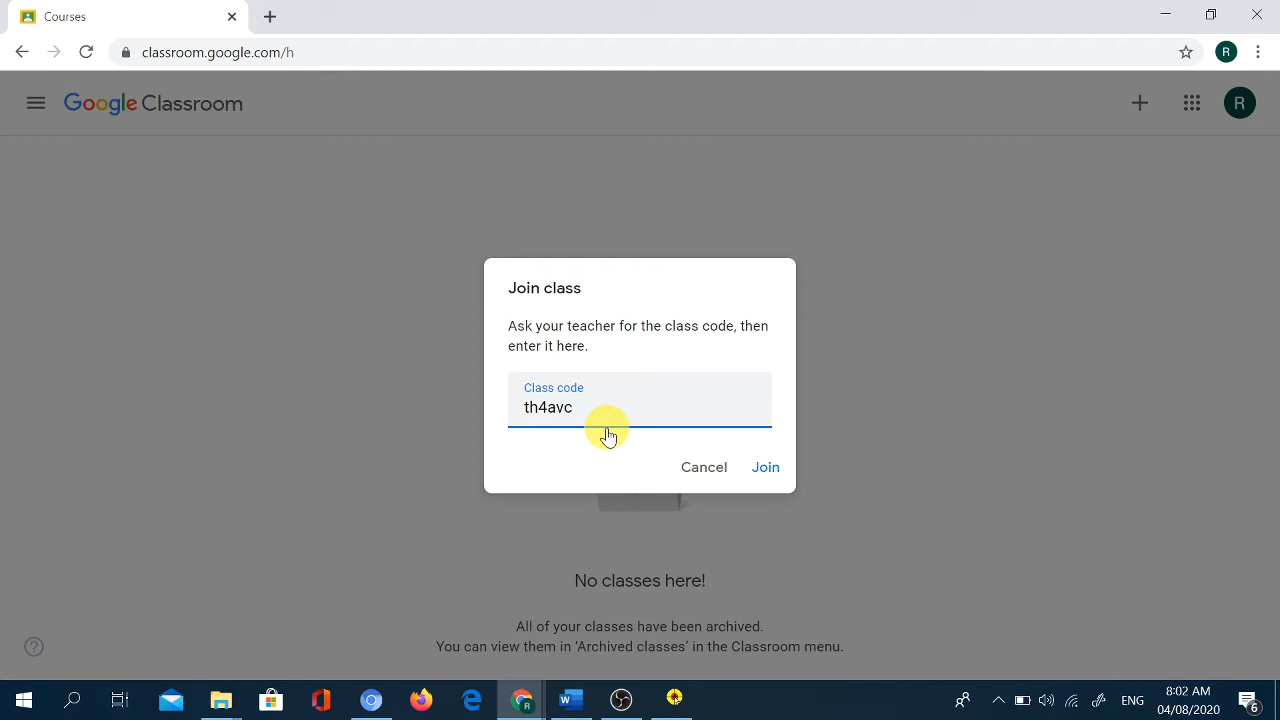 Courses
classroom.google.com/h
R
Google Classroom
R
Join class
Ask your teacher for the class code, then
enter it here.
Class code
th4avc
Cancel
Join
No classes here!
All of your classes have been archived.
You can view them in ‘Archived classes’ in the Classroom menu.
ENG
8:02 AM
04/08/2020
6